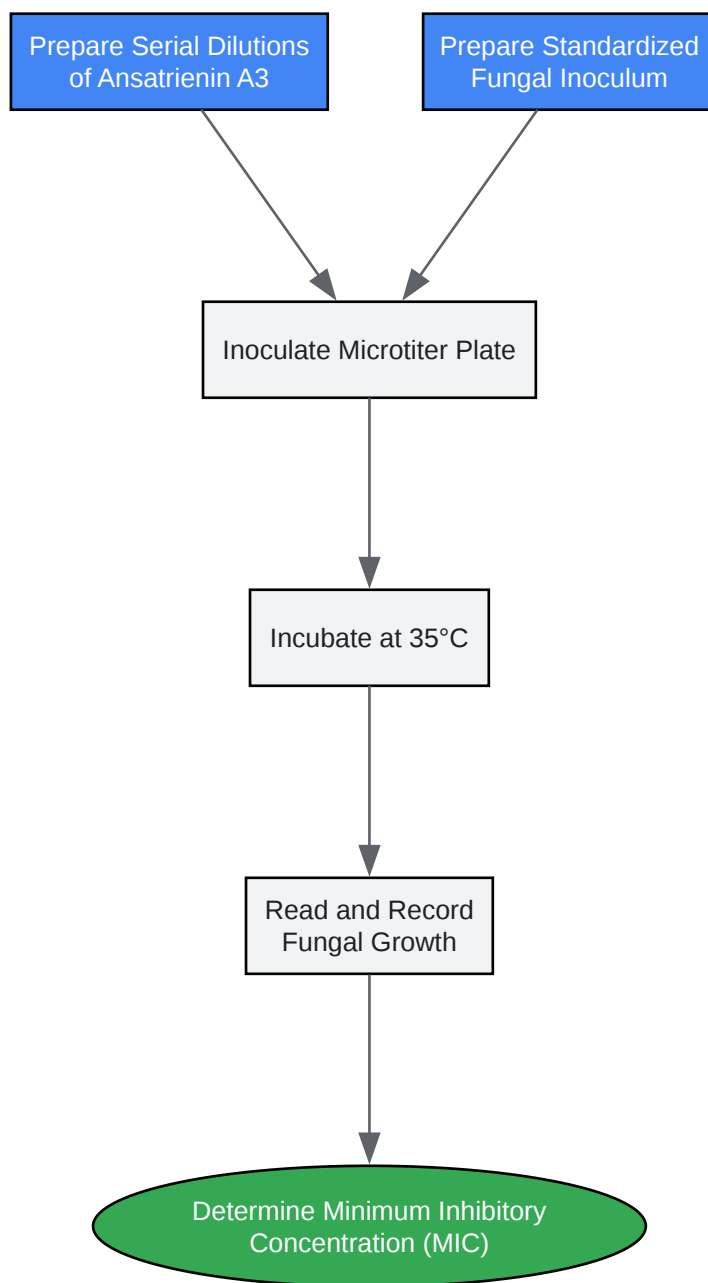 Prepare Serial Dilutions
of Ansatrienin A3
Prepare Standardized
Fungal Inoculum
Inoculate Microtiter Plate
Incubate at 35°C
Read and Record
Fungal Growth
Determine Minimum Inhibitory
Concentration (MIC)